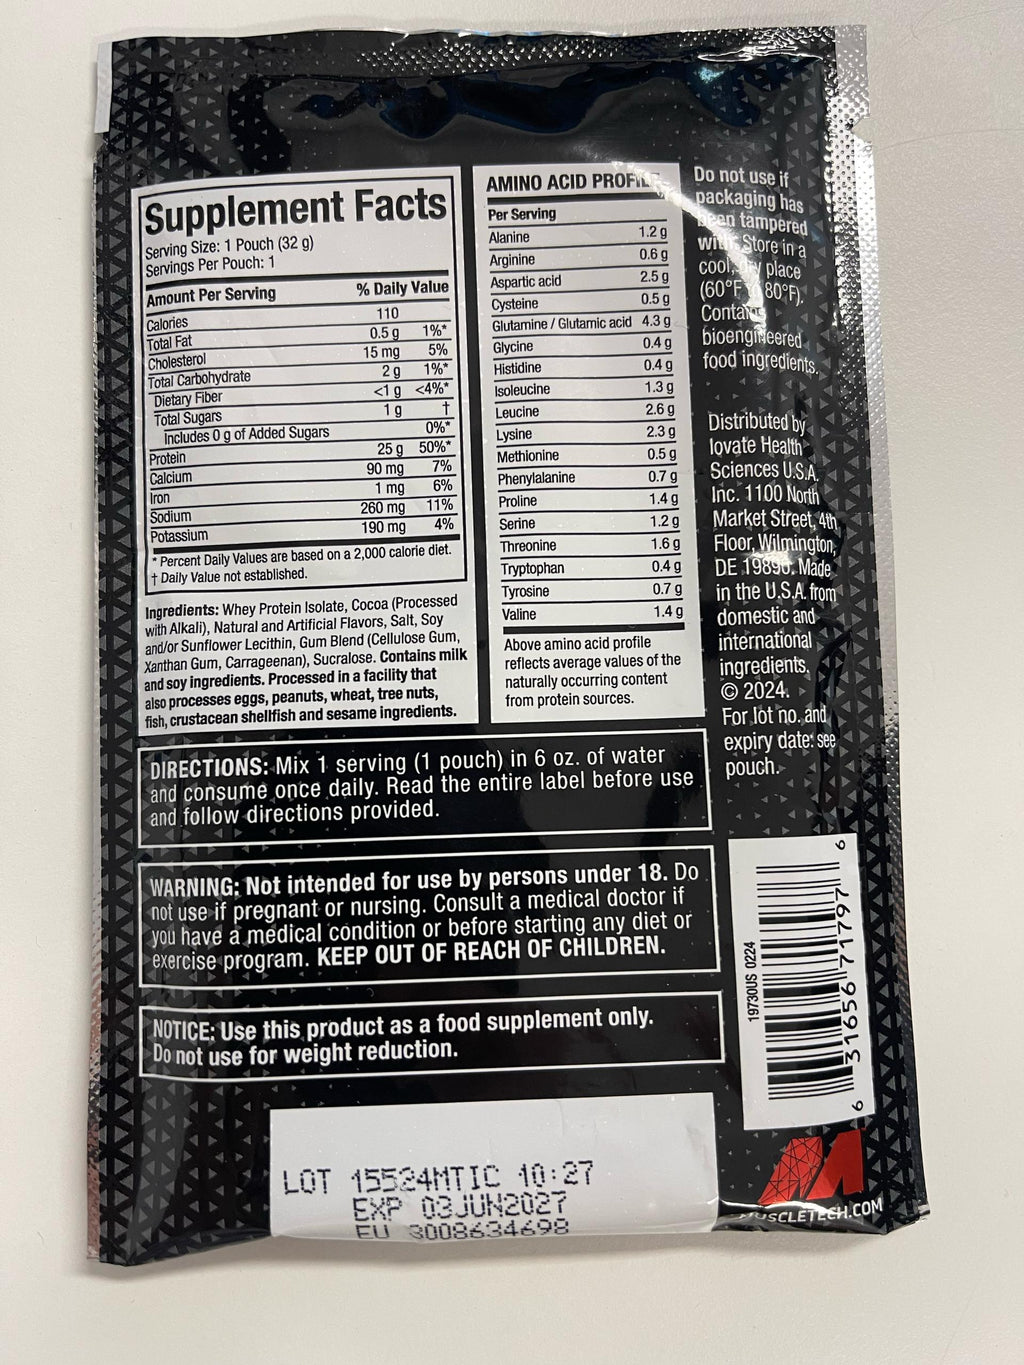 Supplement Facts
Serving Size: 1 Pouch (32 g)
Servings Per Pouch: 1
Amount Per Serving % Daily Value
Calories 110
Total Fat 0.5 g 1%*
Cholesterol 15 mg 5%
Total Carbohydrate 2 g 1%*
Dietary Fiber <1 g <4%*
Total Sugars 1 g †
Includes 0 g of Added Sugars 0%*
Protein 25 g 50%*
Calcium 90 mg 7%
Iron 1 mg 6%
Sodium 260 mg 11%
Potassium 190 mg 4%
* Percent Daily Values are based on a 2,000 calorie diet.
† Daily Value not established.
Ingredients: Whey Protein Isolate, Cocoa (Processed
with Alkali), Natural and Artificial Flavors, Salt, Soy
and/or Sunflower Lecithin, Gum Blend (Cellulose Gum,
Xanthan Gum, Carrageenan), Sucralose. Contains milk
and soy ingredients. Processed in a facility that
also processes eggs, peanuts, wheat, tree nuts,
fish, crustacean shellfish and sesame ingredients.
AMINO ACID PROFILE
Per Serving
Alanine 1.2 g
Arginine 0.6 g
Aspartic acid 2.5 g
Cysteine 0.5 g
Glutamine / Glutamic acid 4.3 g
Glycine 0.4 g
Histidine 0.4 g
Isoleucine 1.3 g
Leucine 2.6 g
Lysine 2.3 g
Methionine 0.5 g
Phenylalanine 0.7 g
Proline 1.4 g
Serine 1.2 g
Threonine 1.6 g
Tryptophan 0.4 g
Tyrosine 0.7 g
Valine 1.4 g
Above amino acid profile
reflects average values of the
naturally occurring content
from protein sources.
Do not use if
packaging has
been tampered
with. Store in a
cool, dry place
(60°F 80°F).
Contains
bioengineered
food ingredients.
Distributed by
Iovate Health
Sciences U.S.A.
Inc. 1100 North
Market Street, 4th
Floor, Wilmington,
DE 19890. Made
in the U.S.A. from
domestic and
international
ingredients.
© 2024.
For lot no. and
expiry date: see
pouch.
DIRECTIONS: Mix 1 serving (1 pouch) in 6 oz. of water
and consume once daily. Read the entire label before use
and follow directions provided.
WARNING: Not intended for use by persons under 18. Do
not use if pregnant or nursing. Consult a medical doctor if
you have a medical condition or before starting any diet or
exercise program. KEEP OUT OF REACH OF CHILDREN.
NOTICE: Use this product as a food supplement only.
Do not use for weight reduction.
19730US 0224
6 31656 71797 6
LOT 15524MTIC 10:27
EXP 03JUN2027
EU 3008634698
MUSCLETECH.COM